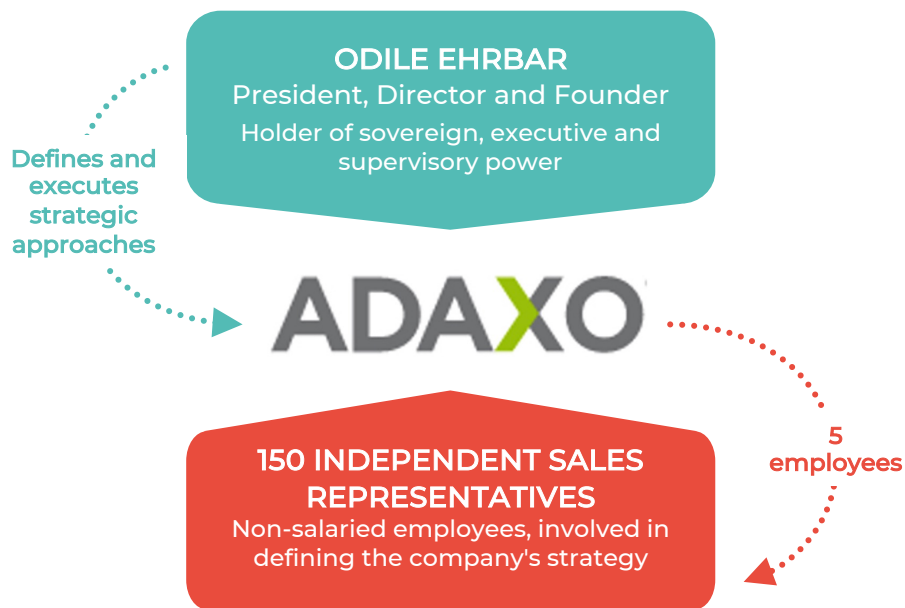 ODILE EHRBAR
President, Director and Founder
Holder of sovereign, executive and
supervisory power
Defines and
executes
strategic
approaches
ADAXO
5
employees
150 INDEPENDENT SALES
REPRESENTATIVES
Non-salaried employees, involved in
defining the company's strategy